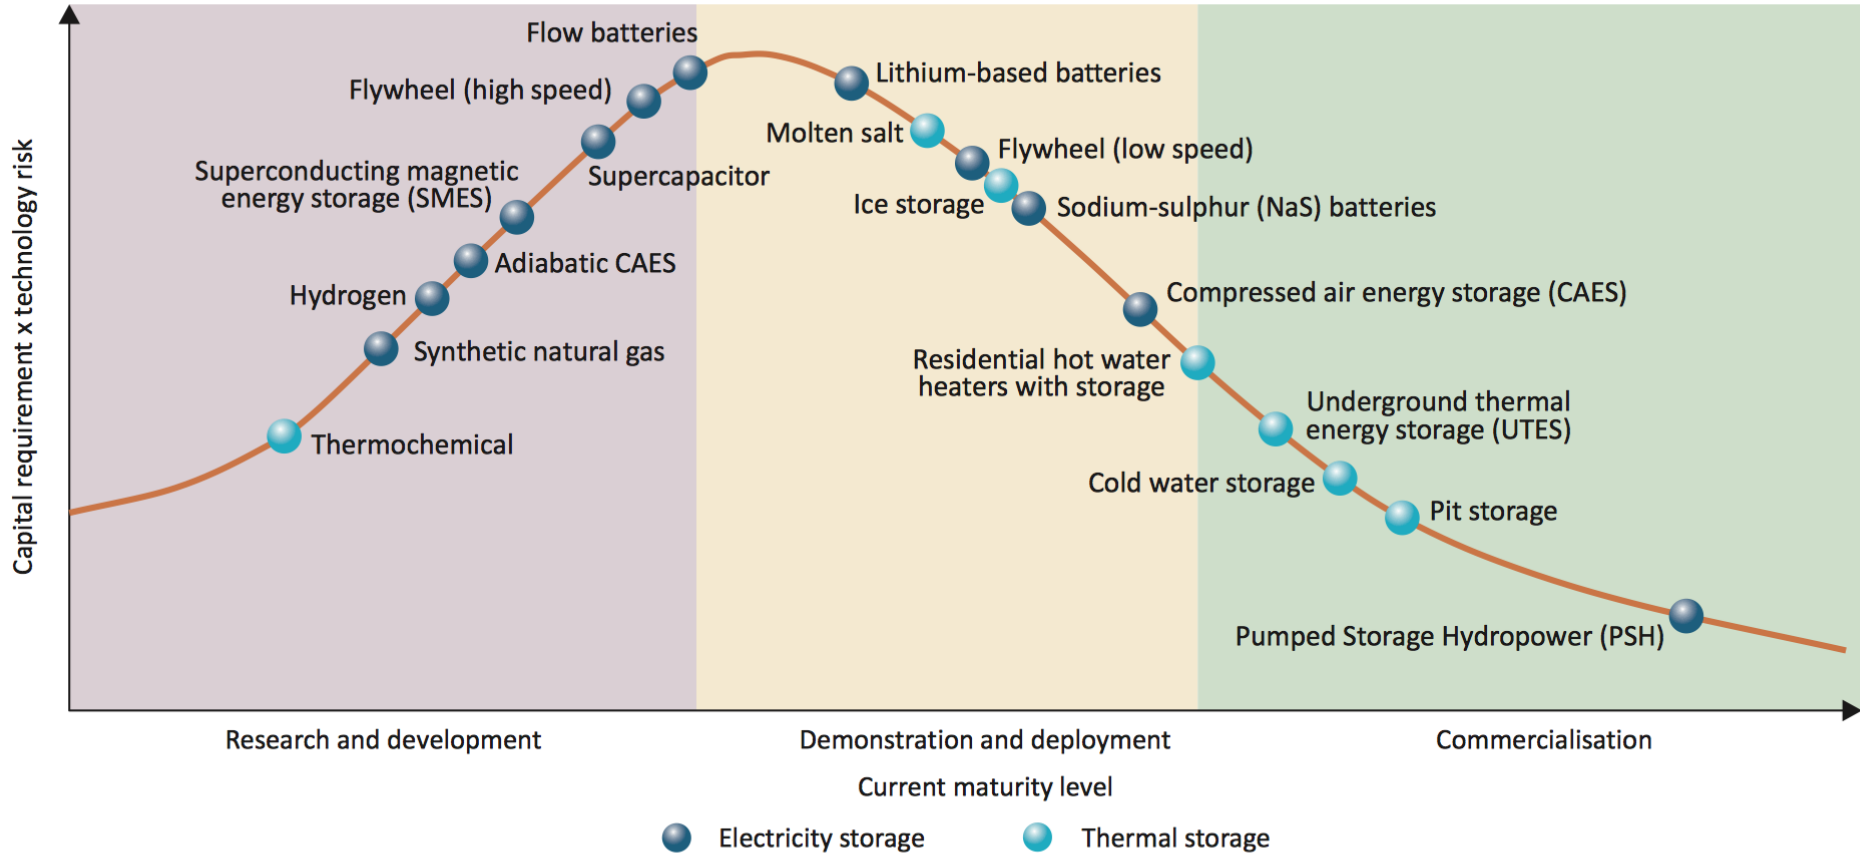 Flow batteries
Lithium-based batteries
Flywheel (high speed)
Molten salt
Flywheel (low speed)
Superconducting magnetic
energy storage (SMES)
Supercapacitor
Ice storage
Sodium-sulphur (NaS) batteries
Adiabatic CAES
Hydrogen
Compressed air energy storage (CAES)
Synthetic natural gas
Residential hot water
heaters with storage
Underground thermal
energy storage (UTES)
Thermochemical
Cold water storage
Pit storage
Pumped Storage Hydropower (PSH)
Capital requirement x technology risk
Research and development
Demonstration and deployment
Commercialisation
Current maturity level
Electricity storage
Thermal storage